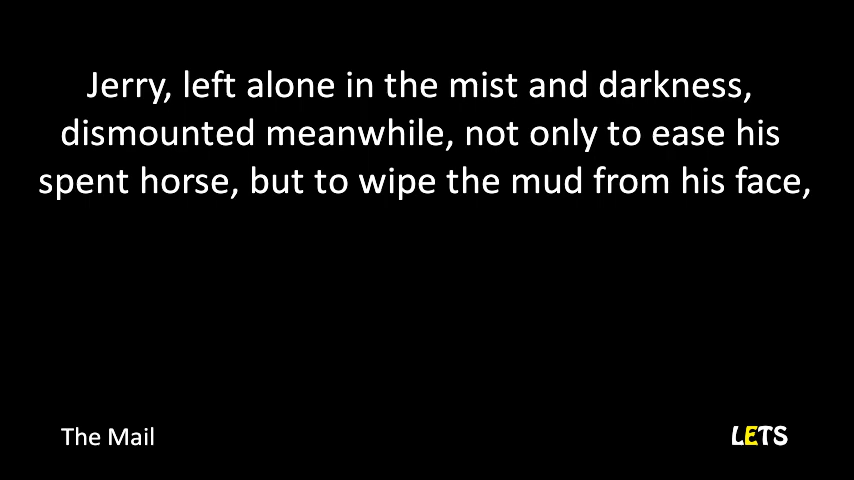 Jerry, left alone in the mist and darkness,
dismounted meanwhile, not only to ease his
spent horse, but to wipe the mud from his face,
The Mail
LETS